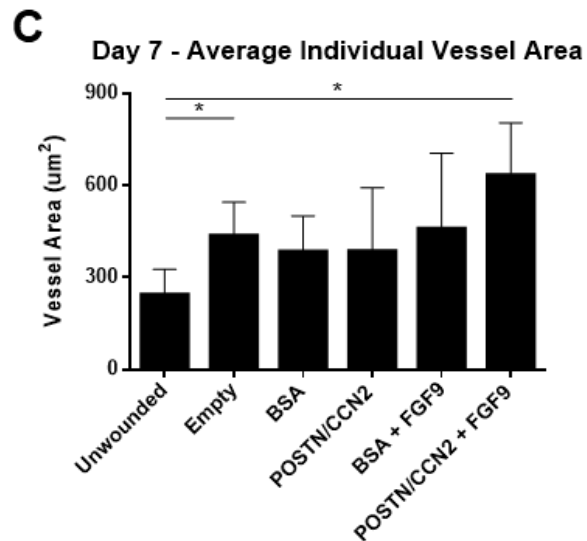 C
Day 7 - Average Individual Vessel Area
Vessel Area (um²)
900
600
300
0
*
*
Unwounded
Empty
BSA
POSTN/CCN2
BSA + FGF9
POSTN/CCN2 + FGF9